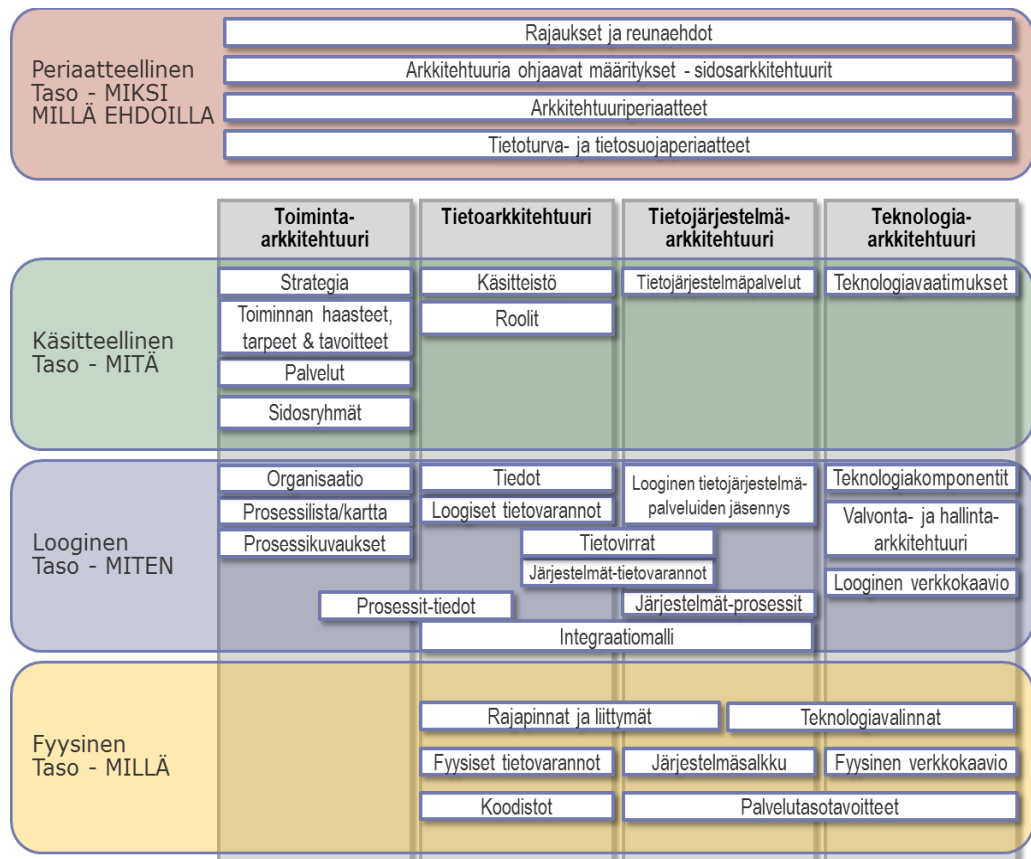 Periaatteellinen
Taso - MIKSI
MILLÄ EHDOILLA
Rajaukset ja reunaehdot
Arkkitehtuuria ohjaavat määritykset - sidosarkkitehtuurit
Arkkitehtuuriperiaatteet
Tietoturva- ja tietosuojaperiaatteet
Toiminta-
arkkitehtuuri
Tietoarkkitehtuuri
Tietojärjestelmä-
arkkitehtuuri
Teknologia-
arkkitehtuuri
Käsitteellinen
Taso - MITÄ
Strategia
Toiminnan haasteet,
tarpeet & tavoitteet
Palvelut
Sidosryhmät
Käsitteistö
Roolit
Tietojärjestelmäpalvelut
Teknologiavaatimukset
Looginen
Taso - MITEN
Organisaatio
Prosessilista/kartta
Prosessikuvaukset
Tiedot
Loogiset tietovarannot
Looginen tietojärjestelmä-
palveluiden jäsennys
Tietovirrat
Järjestelmät-tietovarannot
Prosessit-tiedot
Järjestelmät-prosessit
Integraatiomalli
Teknologiakomponentit
Valvonta- ja hallinta-
arkkitehtuuri
Looginen verkkokaavio
Fyysinen
Taso - MILLÄ
Rajapinnat ja liittymät
Teknologiavalinnat
Fyysiset tietovarannot
Järjestelmäsalkku
Fyysinen verkkokaavio
Koodistot
Palvelutasotavoitteet